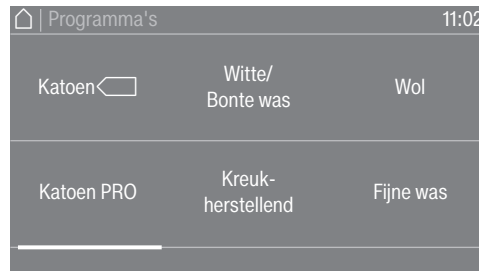 | Programma's 11:02
Katoen
Witte/
Bonte was
Wol
Katoen PRO
Kreuk-
herstellend
Fijne was